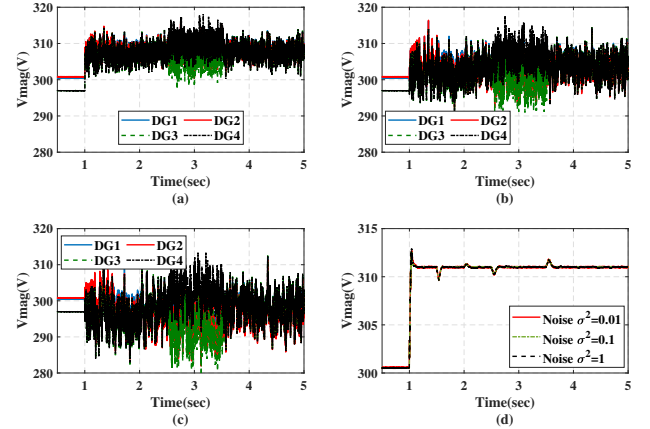 320
310
300
290
280
Vmag(V)
DG1 DG2
DG3 DG4
1 2 3 4 5
Time(sec)
(a)
320
310
300
290
280
Vmag(V)
DG1 DG2
DG3 DG4
1 2 3 4 5
Time(sec)
(b)
320
310
300
290
280
Vmag(V)
DG1 DG2
DG3 DG4
1 2 3 4 5
Time(sec)
(c)
315
310
305
300
Vmag(V)
Noise σ²=0.01
Noise σ²=0.1
Noise σ²=1
1 2 3 4 5
Time(sec)
(d)